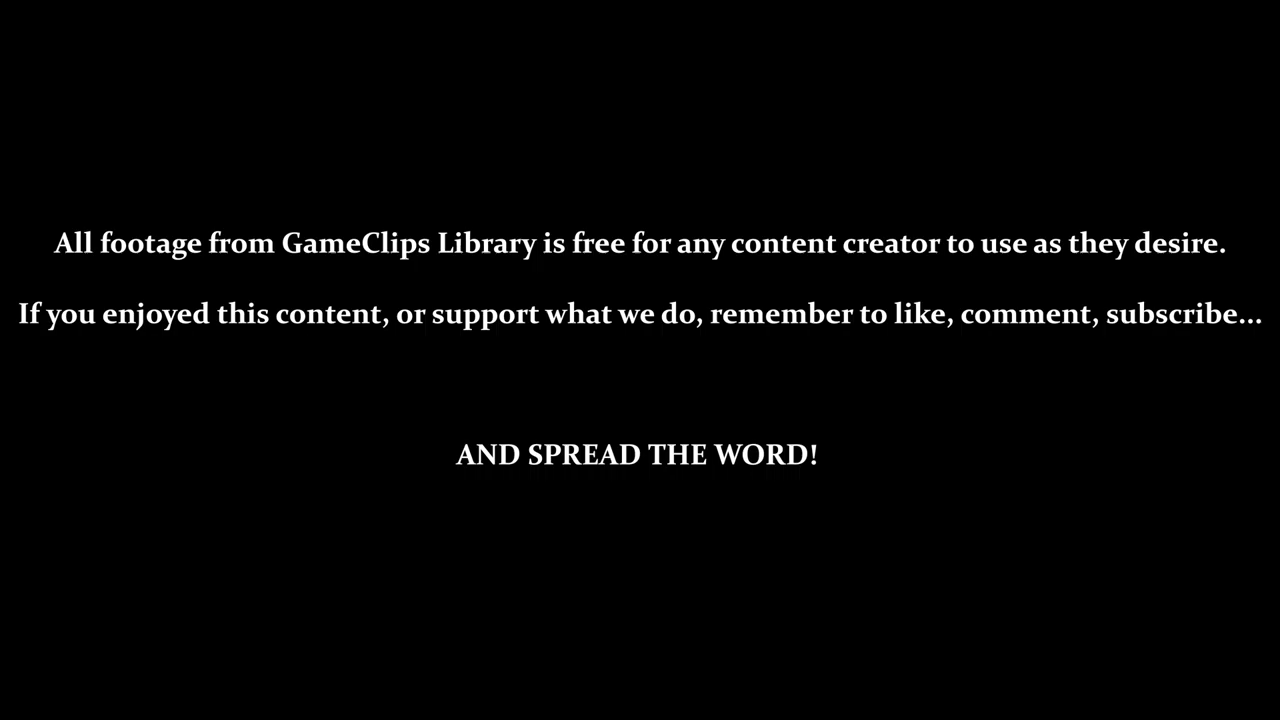 All footage from GameClips Library is free for any content creator to use as they desire.
If you enjoyed this content, or support what we do, remember to like, comment, subscribe...
AND SPREAD THE WORD!